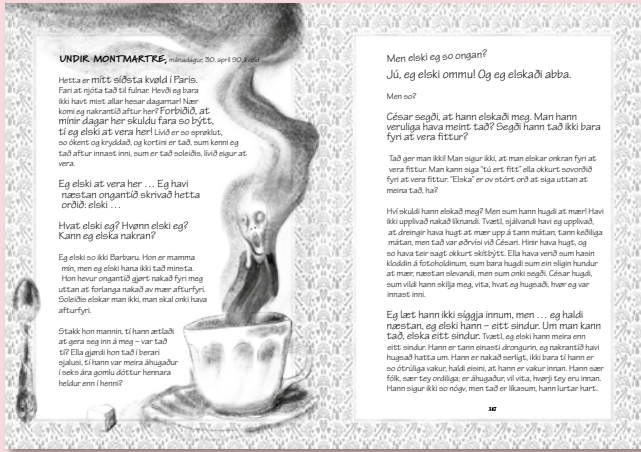 UNDIR MONTMARTRE, mánadagur, 30. apríl 90, kvøld
Hetta er mítt síðsta kvøld í Paris.
Fari at njóta tað til fulnar. Hevði eg bara
ikki havt mist allar hesar dagarnar! Nær
komi eg nakrantíð aftur her? Forbiðið, at
mínir dagar her skuldu fara so býtt,
tí eg elski at vera her! Lívið er so sprøklut,
so ókent og kryddað, og kortini er tað, sum kenni eg
tað aftur innast inni, sum er tað soleiðis, lívið eigur at
vera.
Eg elski at vera her ... Eg havi
næstan ongantíð skrivað hetta
orðið: elski ...
Hvat elski eg? Hvønn elski eg?
Kann eg elska nakran?
Eg elski so ikki Barbaru. Hon er mamma
mín, men eg elski hana ikki tað minsta.
Hon hevur ongantíð gjørt nakað fyri meg
uttan at forlanga nakað av mær afturfyri.
Soleiðis elskar man ikki, man skal onki hava
afturfyri.
Stakk hon mannin, tí hann ætlaði
at gera seg inn á meg – var tað
tí? Ella gjørdi hon tað í berari
sjalusi, tí hann var meira áhugaður
í seks ára gomlu dóttur hennara
heldur enn í henni?
Men elski eg so ongan?
Jú, eg elski ommu! Og eg elskaði abba.
Men so?
César segði, at hann elskaði meg. Man hann
veruliga hava meint tað? Segði hann tað ikki bara
fyri at vera fittur?
Tað ger man ikki! Man sigur ikki, at man elskar onkran fyri at
vera fittur. Man kann siga "tú ert fitt" ella okkurt sovorðið
fyri at vera fittur. "Elska" er ov stórt orð at siga uttan at
meina tað, ha?
Hví skuldi hann elskað meg? Men sum hann hugdi at mær! Havi
ikki upplivað nakað líknandi. Tvætl, sjálvandi havi eg upplivað,
at dreingir hava hugt at mær upp á tann mátan, tann keðiliga
mátan, men tað var øðrvísi við Césari. Hinir hava hugt, og
so hava teir sagt okkurt skitbýtt. Ella hava verið sum hasin
kloddin á fotoholdinum, sum bara hugdi sum ein sligin hundur
at mær, næstan slevandi, men sum onki segði. César hugdi,
sum vildi hann skilja meg, vita, hvat eg hugsaði, hvør eg var
innast inni.
Eg læt hann ikki síggja innum, men ... eg haldi
næstan, eg elski hann – eitt sindur. Um man kann
tað, elska eitt sindur. Tvætl, eg elski hann meira enn
eitt sindur. Hann er tann einasti drongurin, eg nakrantíð havi
hugsað hatta um. Hann er nakað serligt, ikki bara tí hann er
so ótrúliga vakur, haldi eisini, at hann er vakur innan. Hann sær
fólk, sær tey ordiliga; er áhugaður, vil vita, hvørji tey eru innan.
Hann sigur ikki so nógv, men tað er líkasum, hann lurtar hart.